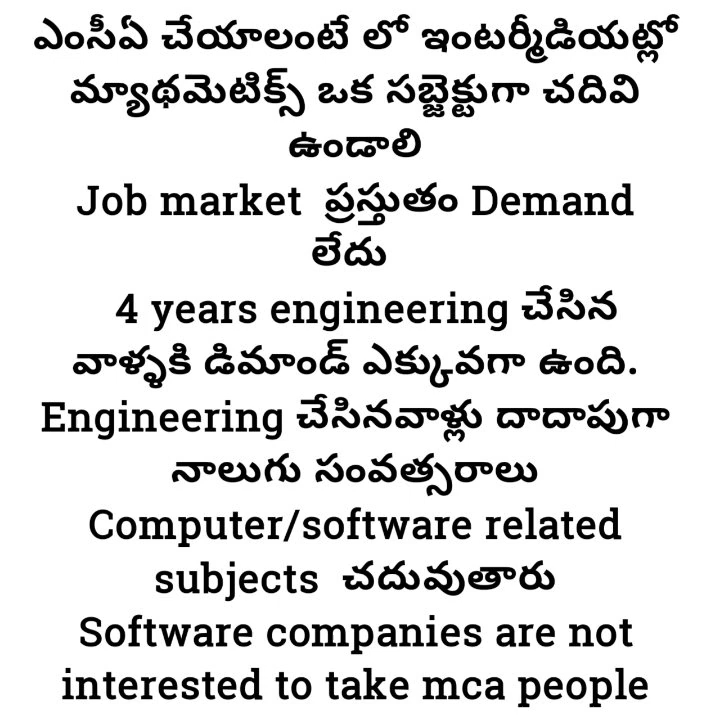 ఎంసీఏ చేయాలంటే లో ఇంటర్మీడియట్లో
మ్యాథమెటిక్స్ ఒక సబ్జెక్టుగా చదివి
ఉండాలి
Job market ప్రస్తుతం Demand
లేదు
4 years engineering చేసిన
వాళ్ళకి డిమాండ్ ఎక్కువగా ఉంది.
Engineering చేసినవాళ్లు దాదాపుగా
నాలుగు సంవత్సరాలు
Computer/software related
subjects చదువుతారు
Software companies are not
interested to take mca people